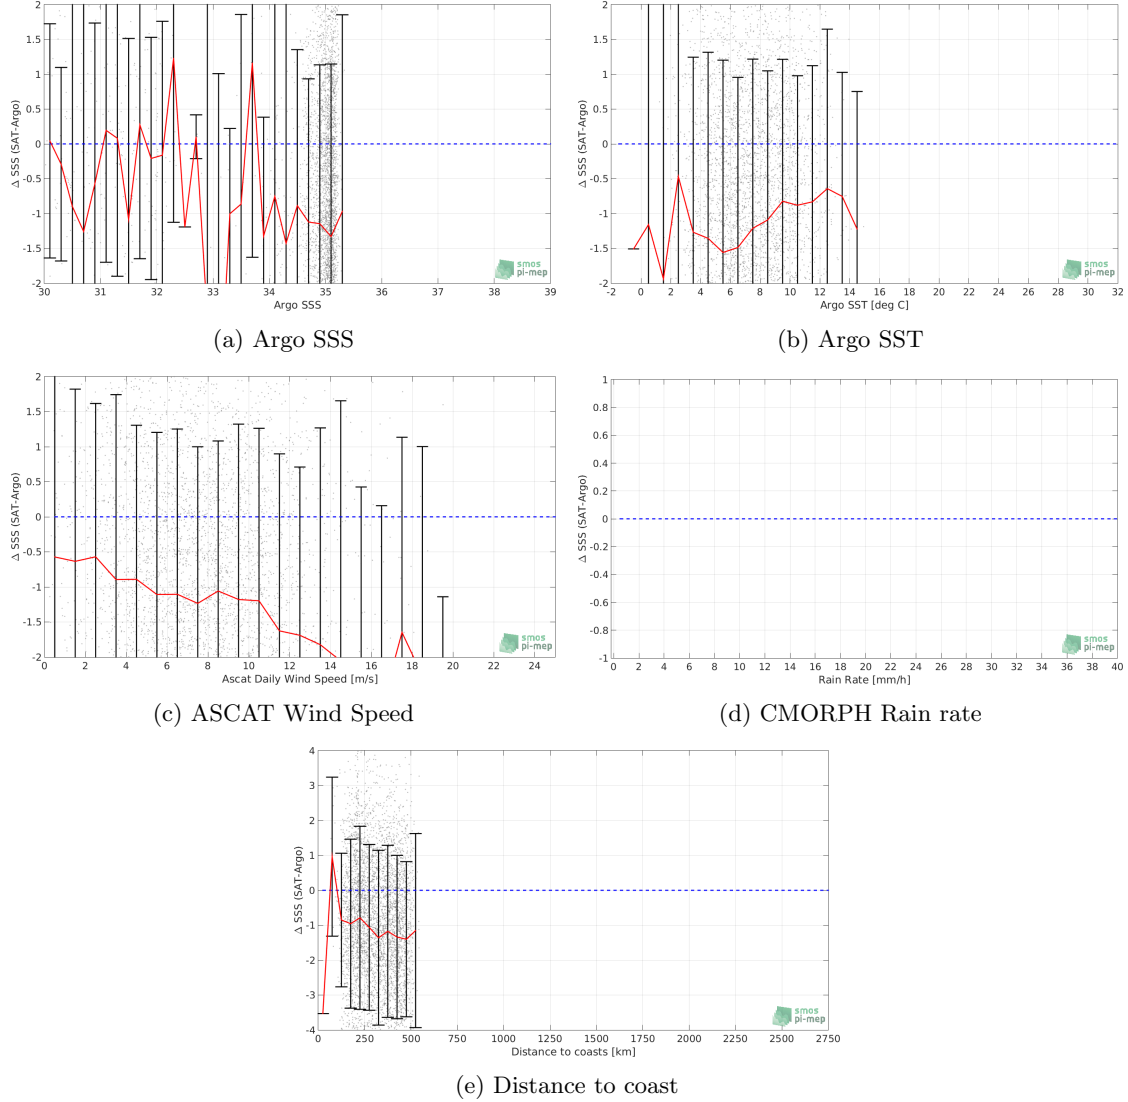 2
1.5
1
0.5
0
-0.5
-1
-1.5
-2
Δ SSS (SAT-Argo)
30 31 32 33 34 35 36 37 38 39
Argo SSS
smos
pi-mep
(a) Argo SSS
2
1.5
1
0.5
0
-0.5
-1
-1.5
-2
Δ SSS (SAT-Argo)
-2 0 2 4 6 8 10 12 14 16 18 20 22 24 26 28 30 32
Argo SST [deg C]
smos
pi-mep
(b) Argo SST
2
1.5
1
0.5
0
-0.5
-1
-1.5
-2
Δ SSS (SAT-Argo)
0 2 4 6 8 10 12 14 16 18 20 22 24
Ascat Daily Wind Speed [m/s]
smos
pi-mep
(c) ASCAT Wind Speed
1
0.8
0.6
0.4
0.2
0
-0.2
-0.4
-0.6
-0.8
-1
Δ SSS (SAT-Argo)
0 2 4 6 8 10 12 14 16 18 20 22 24 26 28 30 32 34 36 38 40
Rain Rate [mm/h]
smos
pi-mep
(d) CMORPH Rain rate
4
3
2
1
0
-1
-2
-3
-4
Δ SSS (SAT-Argo)
0 250 500 750 1000 1250 1500 1750 2000 2250 2500 2750
Distance to coasts [km]
smos
pi-mep
(e) Distance to coast